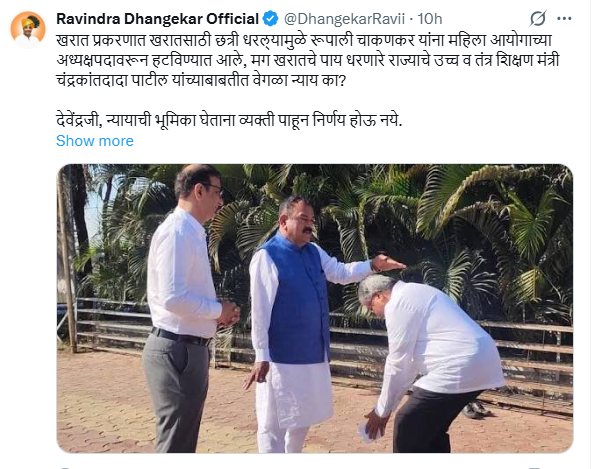 Ravindra Dhangekar Official @DhangekarRavii · 10h
खरात प्रकरणात खरातसाठी छत्री धरल्यामुळे रूपाली चाकणकर यांना महिला आयोगाच्या
अध्यक्षपदावरून हटविण्यात आले, मग खरातचे पाय धरणारे राज्याचे उच्च व तंत्र शिक्षण मंत्री
चंद्रकांतदादा पाटील यांच्याबाबतीत वेगळा न्याय का?
देवेंद्रजी, न्यायाची भूमिका घेताना व्यक्ती पाहून निर्णय होऊ नये.
Show more